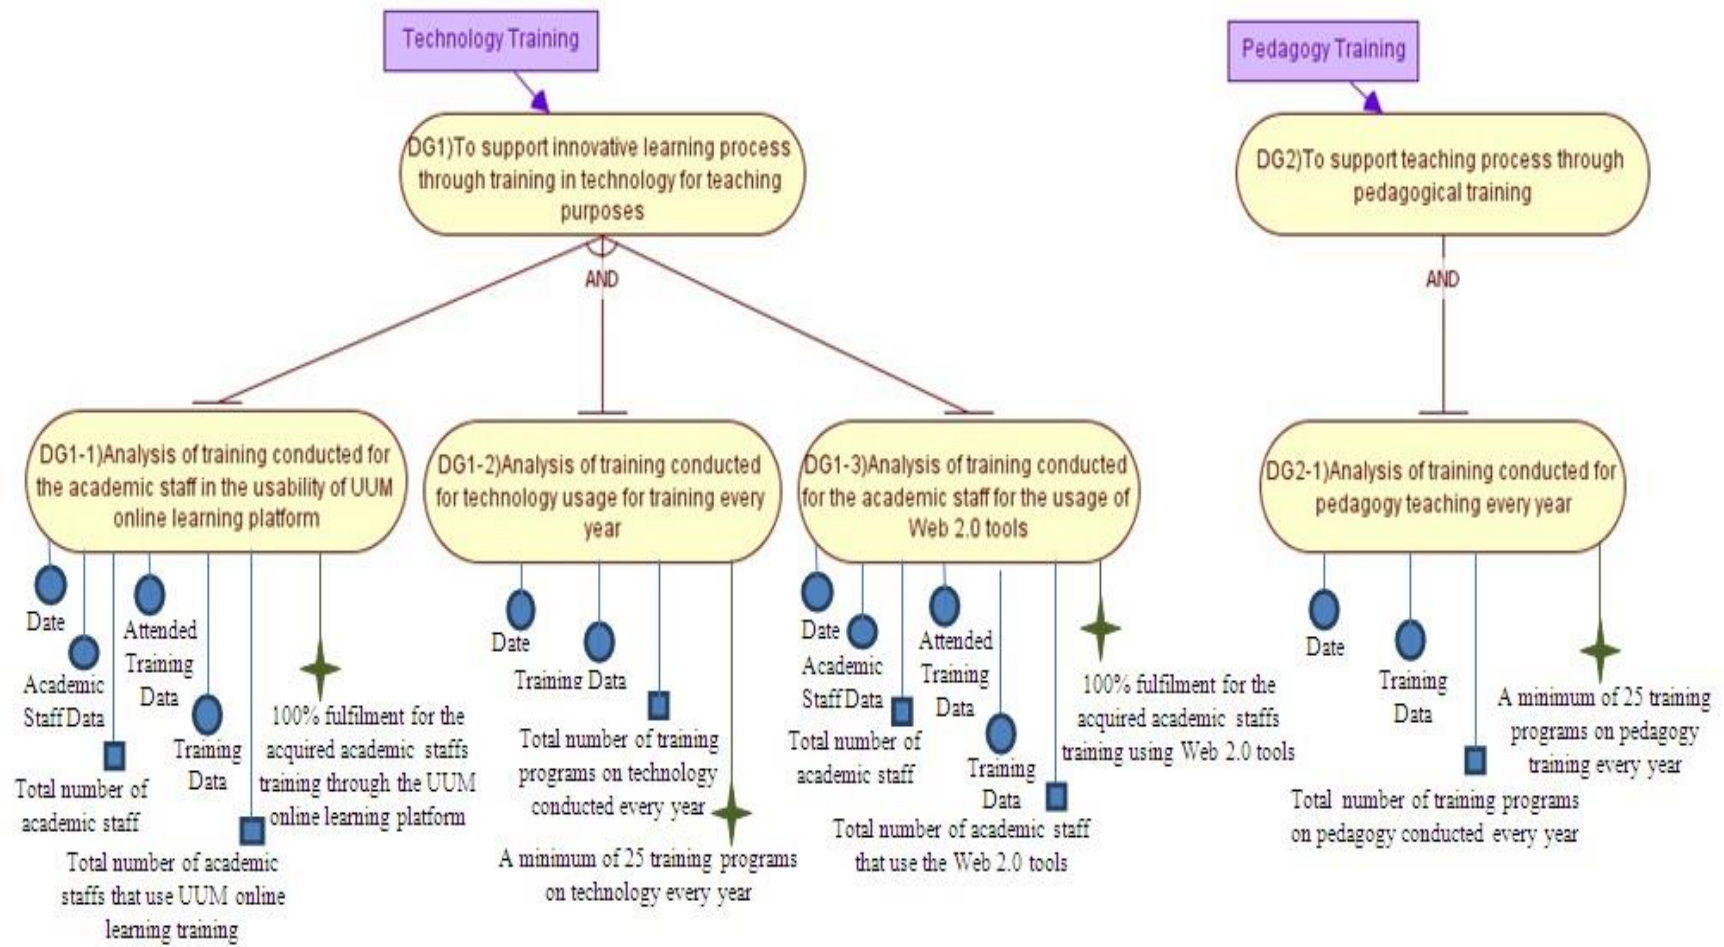 Technology Training
Pedagogy Training
DG1)To support innovative learning process
through training in technology for teaching
purposes
DG2)To support teaching process through
pedagogical training
AND
AND
DG1-1)Analysis of training conducted for
the academic staff in the usability of UUM
online learning platform
DG1-2)Analysis of training conducted
for technology usage for training every
year
DG1-3)Analysis of training conducted
for the academic staff for the usage of
Web 2.0 tools
DG2-1)Analysis of training conducted for
pedagogy teaching every year
Date
Academic
Staff Data
Total number of
academic staff
Attended
Training
Data
Training
Data
Total number of academic
staffs that use UUM online
learning training
100% fulfilment for the
acquired academic staffs
training through the UUM
online learning platform
Date
Training Data
Total number of training
programs on technology
conducted every year
A minimum of 25 training programs
on technology every year
Date
Academic
Staff Data
Total number of
academic staff
Attended
Training
Data
Training
Data
Total number of academic staff
that use the Web 2.0 tools
100% fulfilment for the
acquired academic staffs
training using Web 2.0 tools
Date
Training
Data
Total number of training programs
on pedagogy conducted every year
A minimum of 25 training
programs on pedagogy
training every year